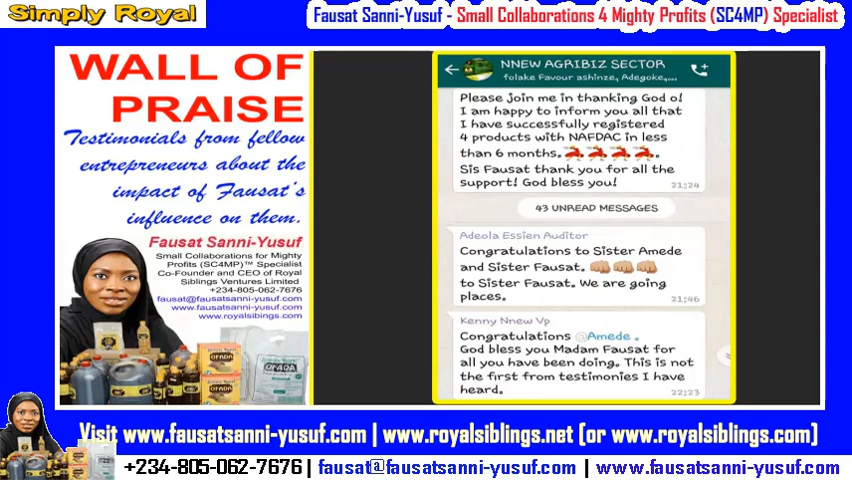 Simply Royal
Fausat Sanni-Yusuf - Small Collaborations 4 Mighty Profits (SC4MP) Specialist
WALL OF
PRAISE
Testimonials from fellow
entrepreneurs about the
impact of Fausat's
influence on them.
Fausat Sanni-Yusuf
Small Collaborations for Mighty
Profits (SC4MP)™ Specialist
Co-Founder and CEO of Royal
Siblings Ventures Limited
+234-805-062-7676
fausat@fausatsanni-yusuf.com
www.fausatsanni-yusuf.com
www.royalsiblings.com
OFADA
OFADA
OFADA
NNEW AGRIBIZ SECTOR
folake Favour ashinze, Adegoke,...
Please join me in thanking God o!
I am happy to inform you all that
I have successfully registered
4 products with NAFDAC in less
than 6 months.
Sis Fausat thank you for all the
support! God bless you!
21:24
43 UNREAD MESSAGES
Adeola Essien Auditor
Congratulations to Sister Amede
and Sister Fausat. 👊🏼👊🏼👊🏼
to Sister Fausat. We are going
places.
21:46
Kenny Nnew Vp
Congratulations @Amede .
God bless you Madam Fausat for
all you have been doing. This is not
the first from testimonies I have
heard.
22:23
Visit www.fausatsanni-yusuf.com | www.royalsiblings.net (or www.royalsiblings.com)
+234-805-062-7676 | fausat@fausatsanni-yusuf.com | www.fausatsanni-yusuf.com